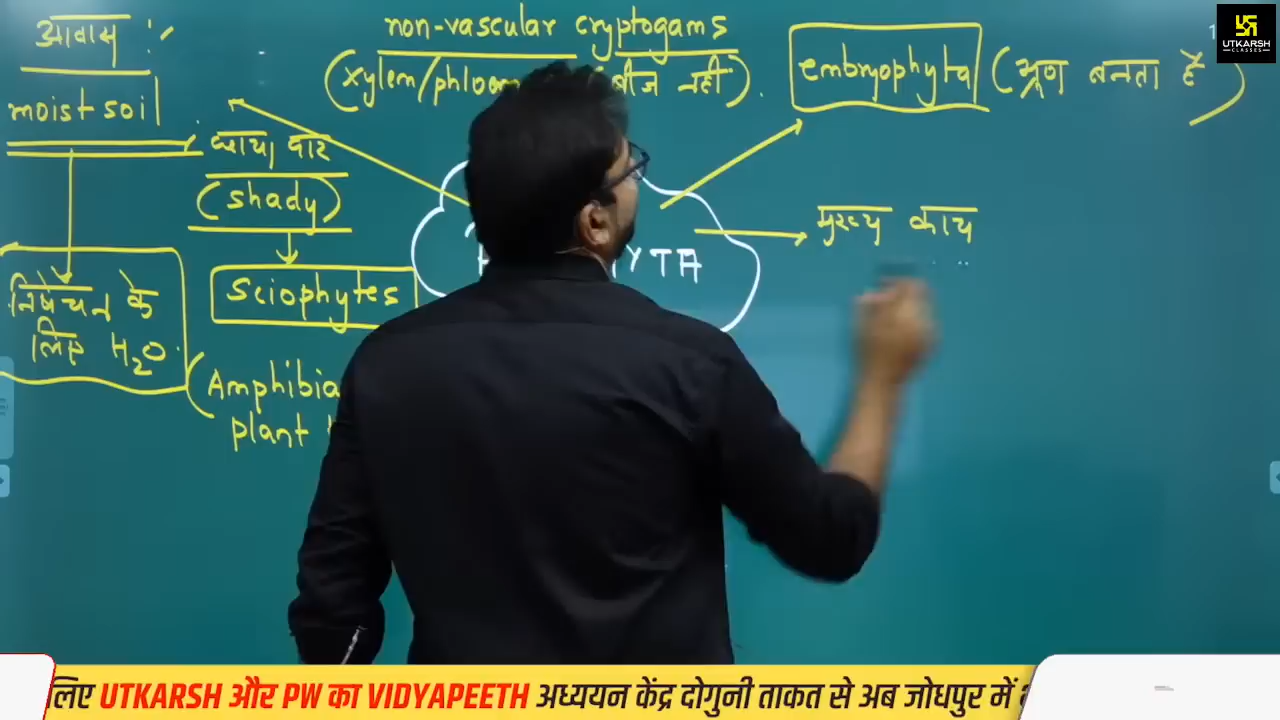 आवास :-
moist soil
non-vascular cryptogams
(xylem/phloem बीज नहीं).
embryophyta (भ्रूण बनता है)
छाया दार
(shady)
Sciophytes
(Amphibia
plant
निषेचन के
लिए H2O.
YTA
मुख्य काय
UTKARSH
CLASSES
लिए UTKARSH और PW का VIDYAPEETH अध्ययन केंद्र दोगुनी ताकत से अब जोधपुर में